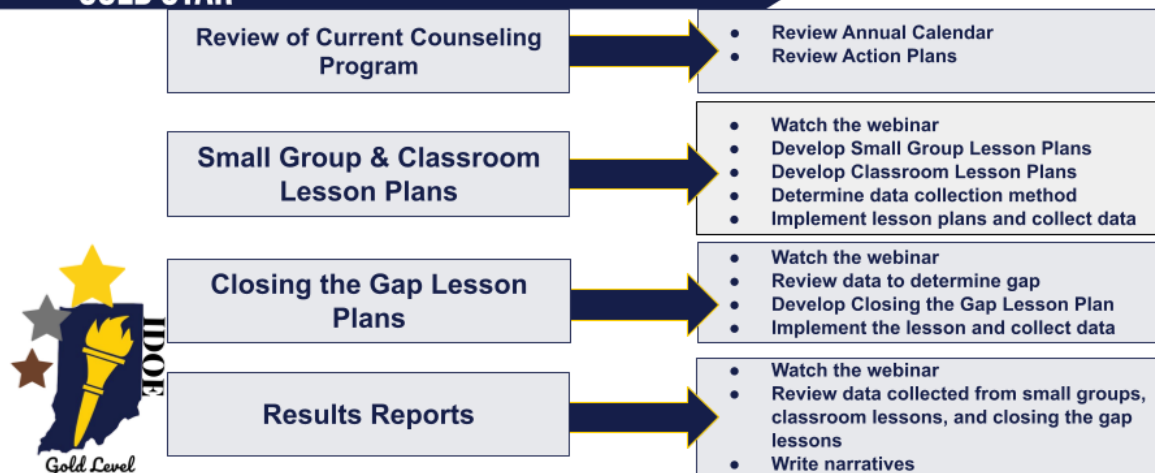 GOLD STAR
Review of Current Counseling
Program
● Review Annual Calendar
● Review Action Plans
Small Group & Classroom
Lesson Plans
● Watch the webinar
● Develop Small Group Lesson Plans
● Develop Classroom Lesson Plans
● Determine data collection method
● Implement lesson plans and collect data
Closing the Gap Lesson
Plans
● Watch the webinar
● Review data to determine gap
● Develop Closing the Gap Lesson Plan
● Implement the lesson and collect data
IDOE
Gold Level
Results Reports
● Watch the webinar
● Review data collected from small groups,
classroom lessons, and closing the gap
lessons
● Write narratives